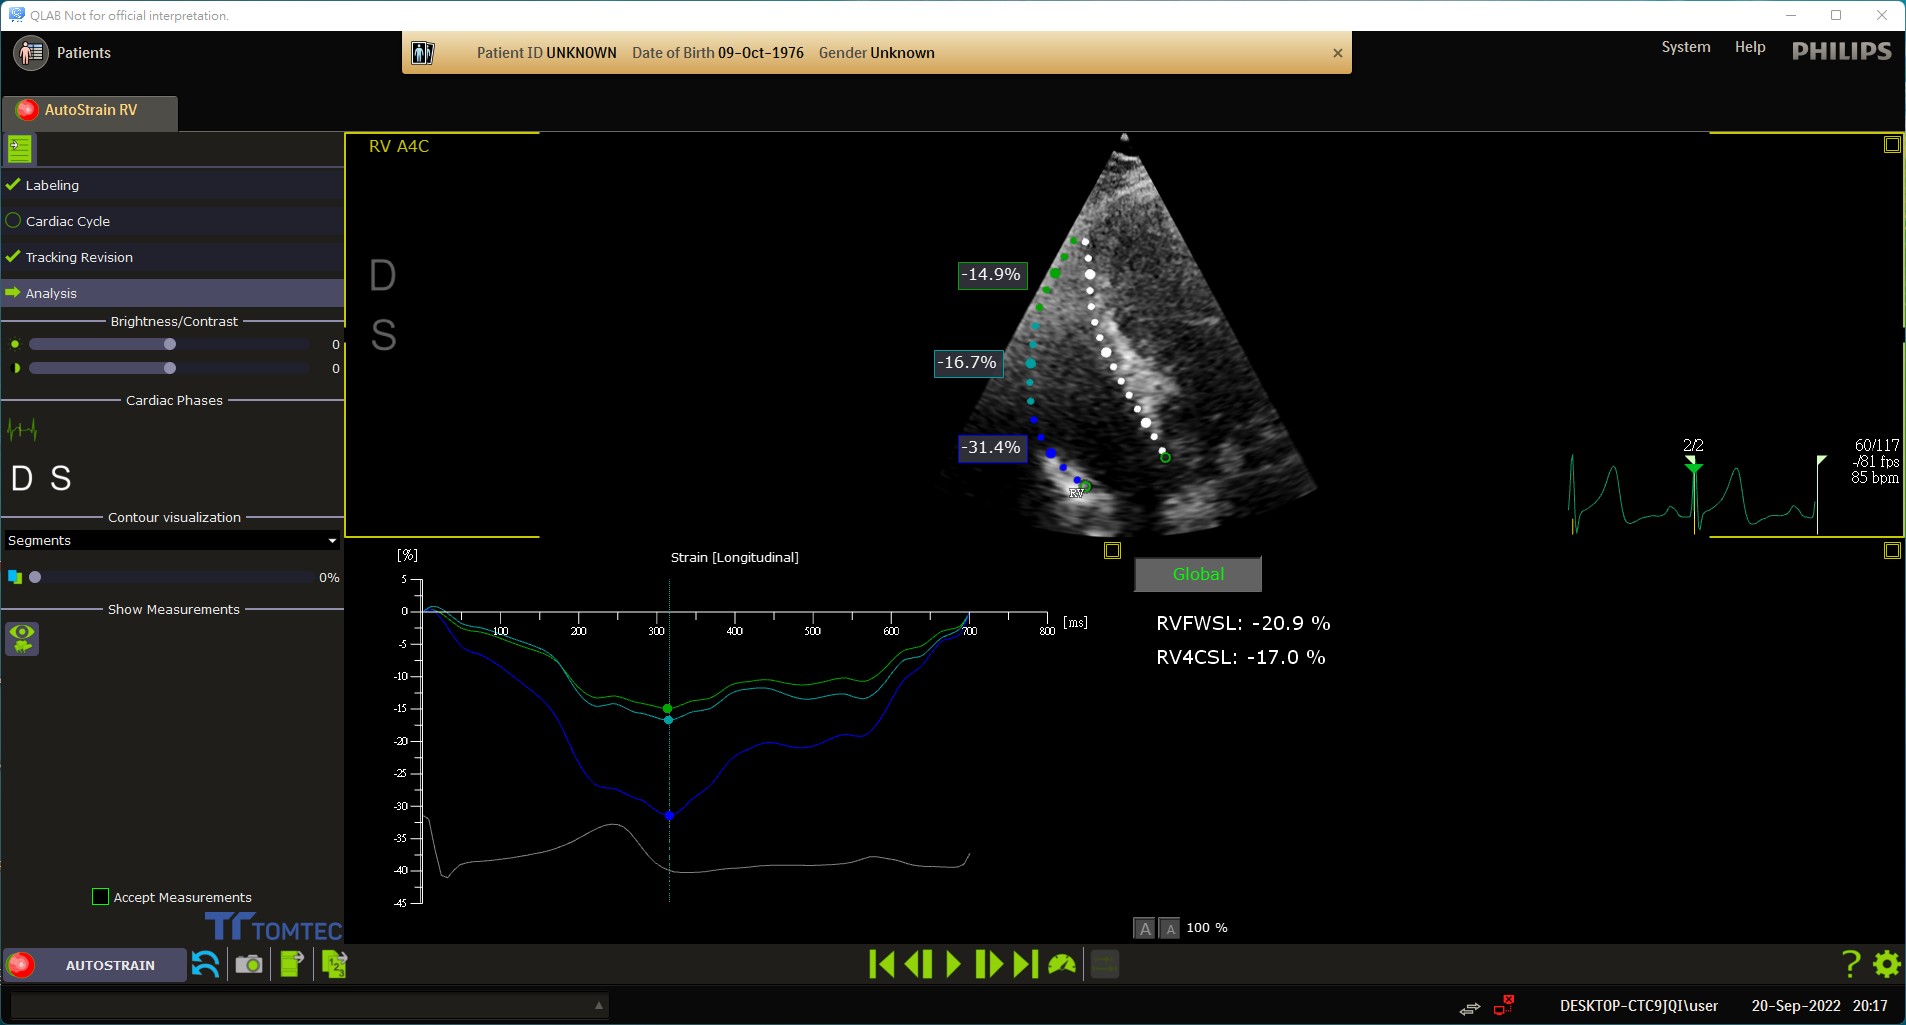 QLAB Not for official interpretation.
Patients
Patient ID UNKNOWN Date of Birth 09-Oct-1976 Gender Unknown
System Help PHILIPS
AutoStrain RV
Labeling
Cardiac Cycle
Tracking Revision
Analysis
Brightness/Contrast
0
0
Cardiac Phases
D S
Contour visualization
Segments
0%
Show Measurements
Accept Measurements
TOMTEC
RV A4C
D
S
-14.9%
-16.7%
-31.4%
RV
2/2
60/117
-/81 fps
85 bpm
[%]
Strain [Longitudinal]
5
0
-5
-10
-15
-20
-25
-30
-35
-40
-45
100 200 300 400 500 600 700 800 [ms]
Global
RVFWSL: -20.9 %
RV4CSL: -17.0 %
A A 100 %
AUTOSTRAIN
1 2 3
?
DESKTOP-CTC9JQI\user 20-Sep-2022 20:17